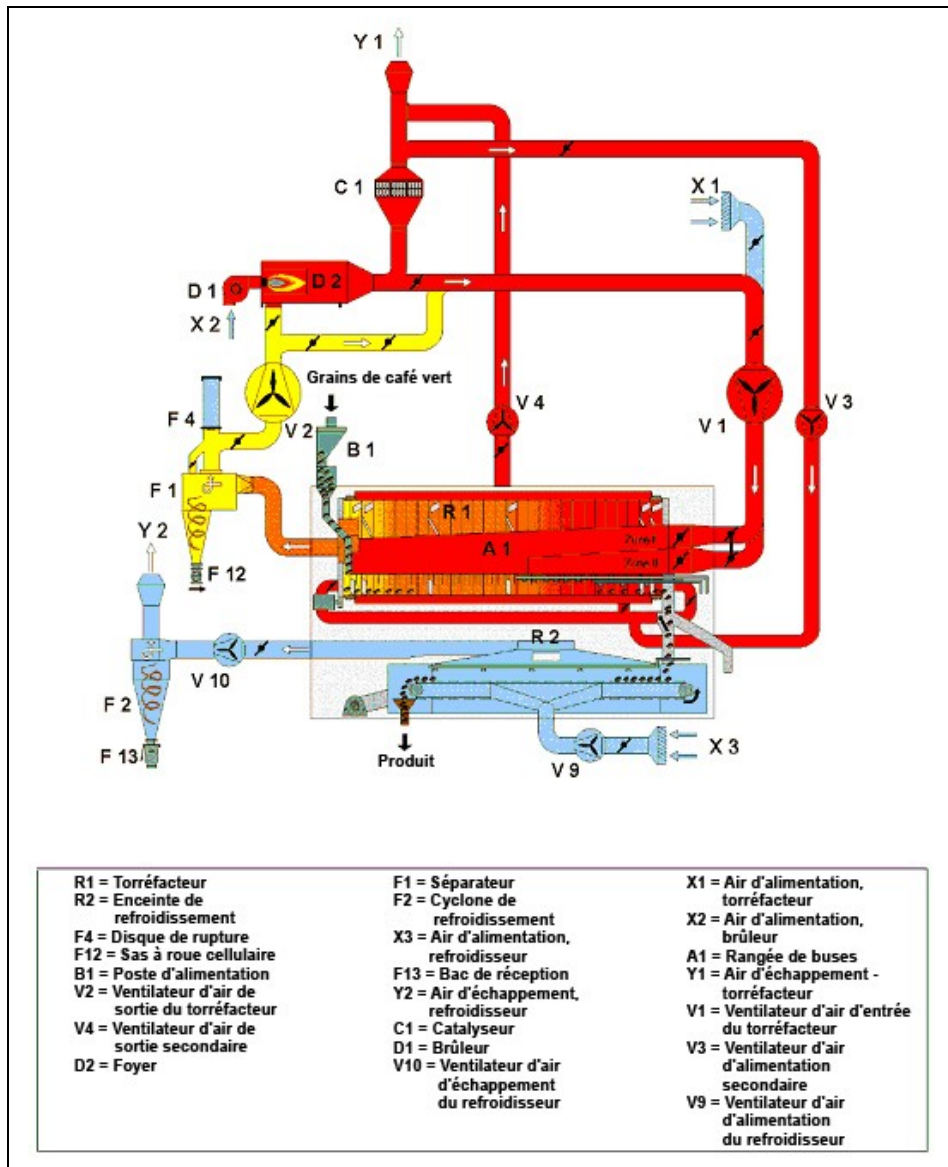 Y 1
C 1
X 1
D 1
D 2
X 2
Grains de café vert
F 4
V 2
B 1
V 4
V 1
V 3
F 1
R 1
A 1
Zone I
Zone II
Y 2
F 12
R 2
V 10
F 2
F 13
Produit
V 9
X 3
R1 = Torréfacteur
R2 = Enceinte de
refroidissement
F4 = Disque de rupture
F12 = Sas à roue cellulaire
B1 = Poste d'alimentation
V2 = Ventilateur d'air de
sortie du torréfacteur
V4 = Ventilateur d'air de
sortie secondaire
D2 = Foyer
F1 = Séparateur
F2 = Cyclone de
refroidissement
X3 = Air d'alimentation,
refroidisseur
F13 = Bac de réception
Y2 = Air d'échappement,
refroidisseur
C1 = Catalyseur
D1 = Brûleur
V10 = Ventilateur d'air
d'échappement
du refroidisseur
X1 = Air d'alimentation,
torréfacteur
X2 = Air d'alimentation,
brûleur
A1 = Rangée de buses
Y1 = Air d'échappement -
torréfacteur
V1 = Ventilateur d'air d'entrée
du torréfacteur
V3 = Ventilateur d'air
d'alimentation
secondaire
V9 = Ventilateur d'air
d'alimentation
du refroidisseur